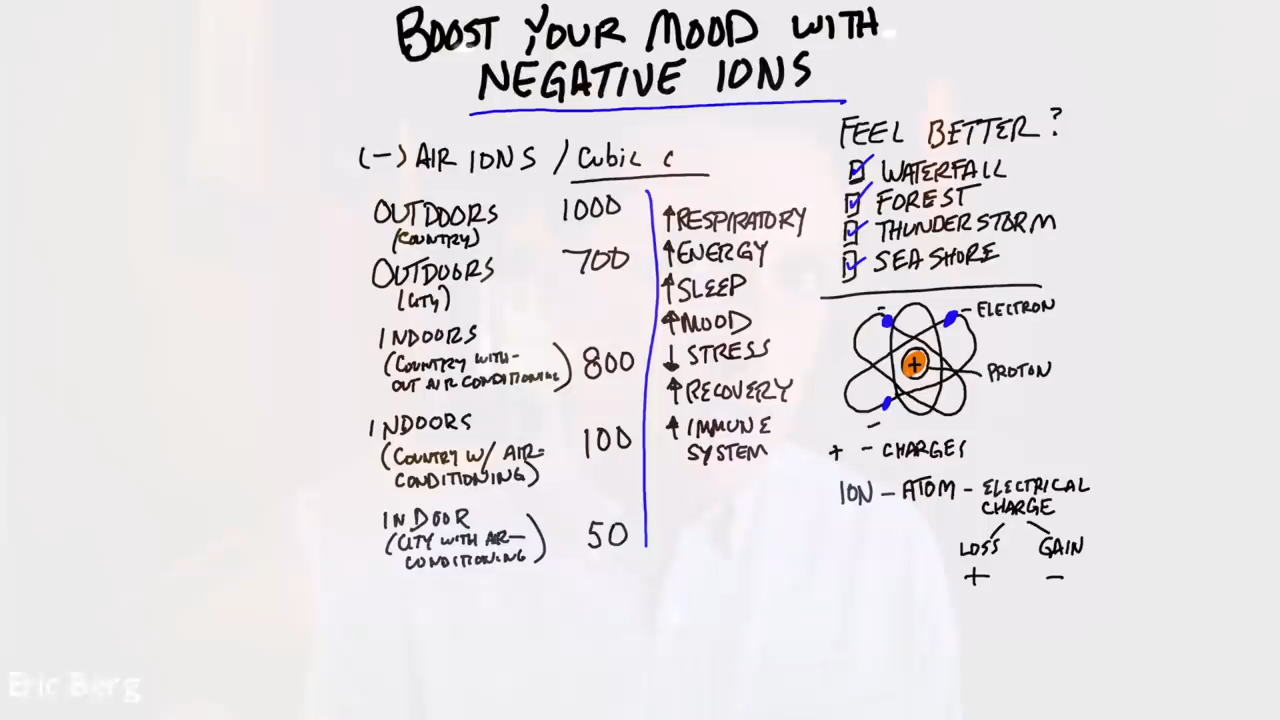 BOOST YOUR MOOD WITH
NEGATIVE IONS
(-) AIR IONS / Cubic c
OUTDOORS 1000
(COUNTRY)
OUTDOORS 700
(CITY)
INDOORS
(COUNTRY WITH-
OUT AIR CONDITIONING) 800
INDOORS
(COUNTRY W/ AIR-
CONDITIONING) 100
INDOOR
(CITY WITH AIR-
CONDITIONING) 50
↑RESPIRATORY
↑ENERGY
↑SLEEP
↑MOOD
↓STRESS
↑RECOVERY
↑IMMUNE
SYSTEM
FEEL BETTER?
☑ WATERFALL
☑ FOREST
☑ THUNDERSTORM
☑ SEASHORE
- - ELECTRON
+ PROTON
-
+ - CHARGES
ION - ATOM - ELECTRICAL
CHARGE
LOSS GAIN
+ -
Eric Berg